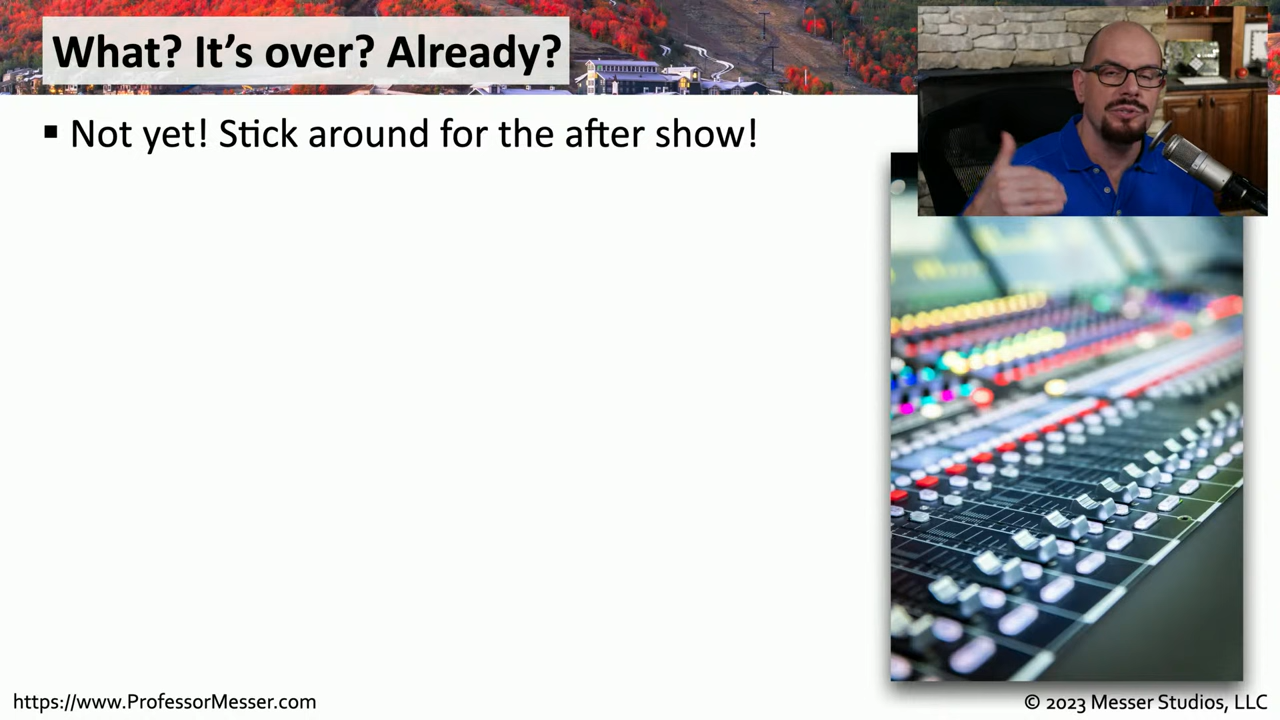 What? It's over? Already?
▪ Not yet! Stick around for the after show!
https://www.ProfessorMesser.com
© 2023 Messer Studios, LLC